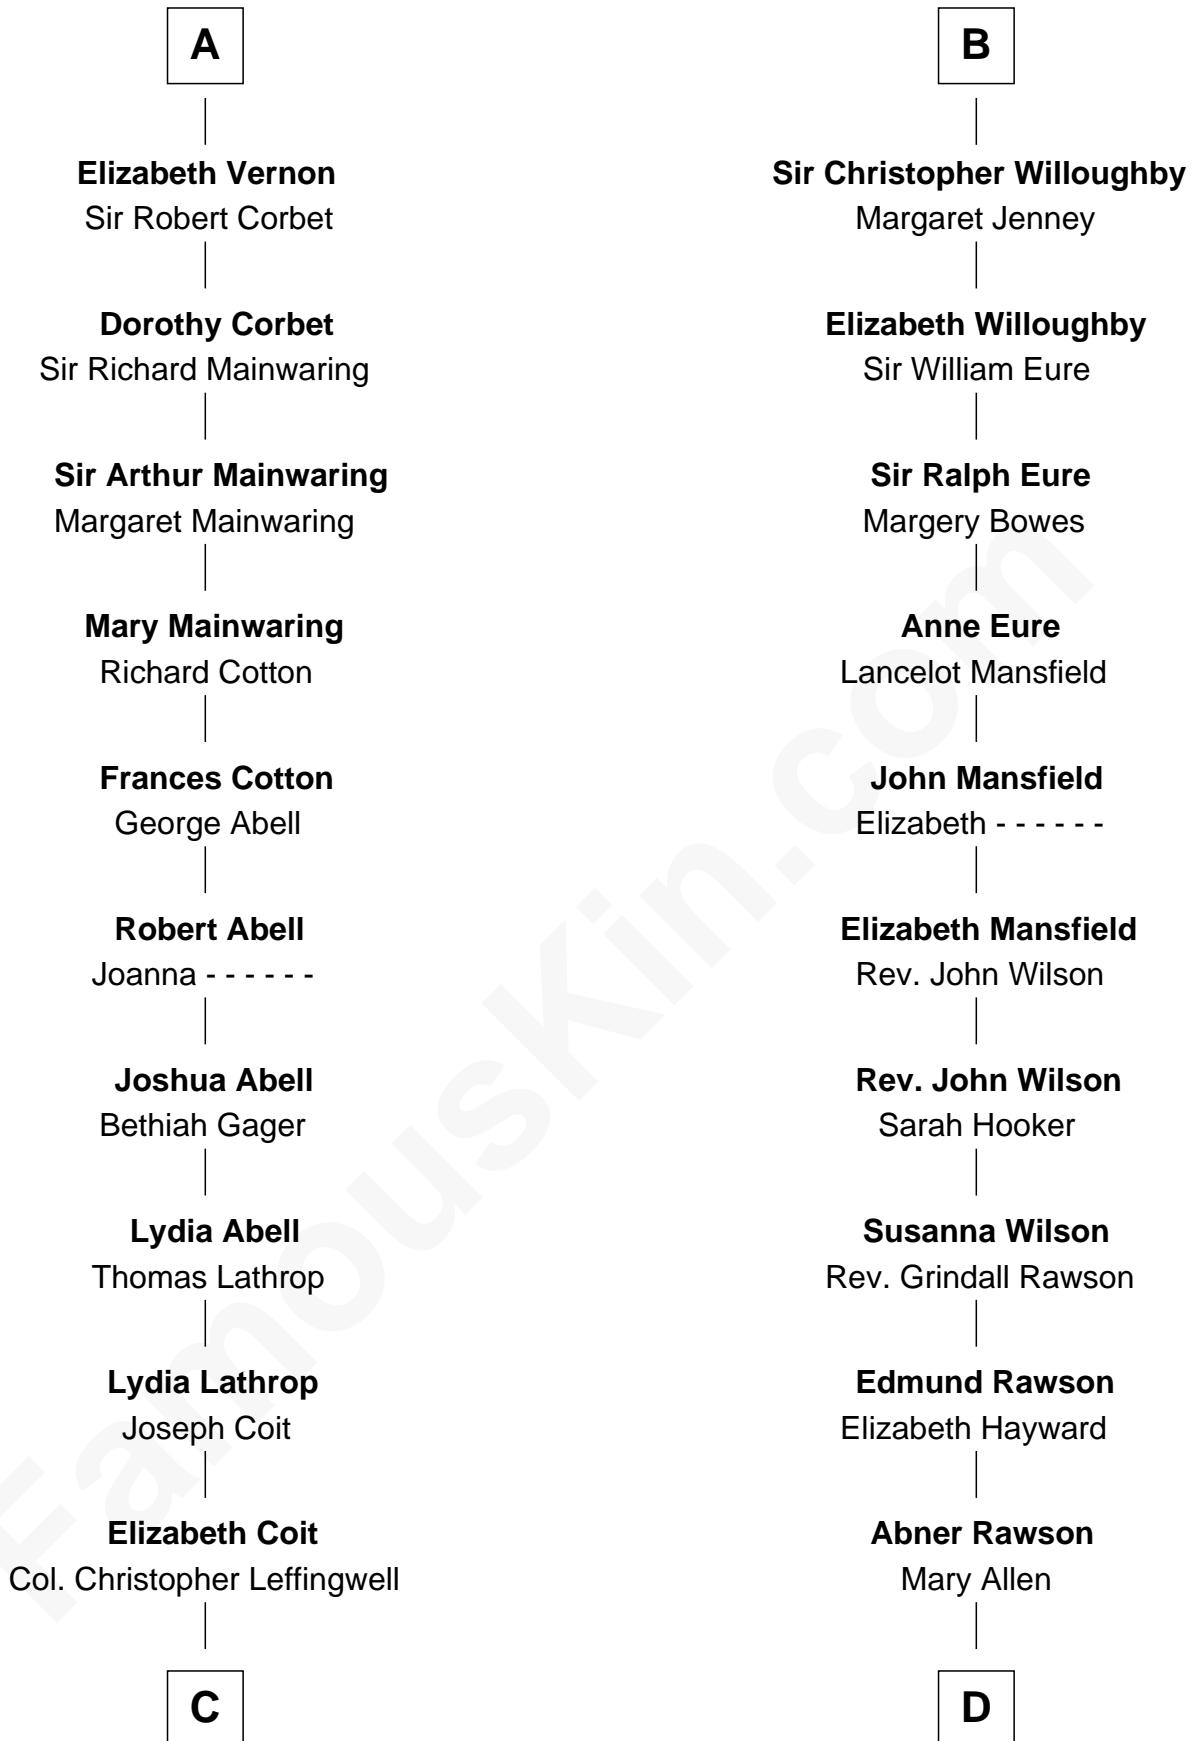 A
Elizabeth Vernon
Sir Robert Corbet
Dorothy Corbet
Sir Richard Mainwaring
Sir Arthur Mainwaring
Margaret Mainwaring
Mary Mainwaring
Richard Cotton
Frances Cotton
George Abell
Robert Abell
Joanna - - - - - -
Joshua Abell
Bethiah Gager
Lydia Abell
Thomas Lathrop
Lydia Lathrop
Joseph Coit
Elizabeth Coit
Col. Christopher Leffingwell
C
B
Sir Christopher Willoughby
Margaret Jenney
Elizabeth Willoughby
Sir William Eure
Sir Ralph Eure
Margery Bowes
Anne Eure
Lancelot Mansfield
John Mansfield
Elizabeth - - - - - -
Elizabeth Mansfield
Rev. John Wilson
Rev. John Wilson
Sarah Hooker
Susanna Wilson
Rev. Grindall Rawson
Edmund Rawson
Elizabeth Hayward
Abner Rawson
Mary Allen
D
FamousKin.com